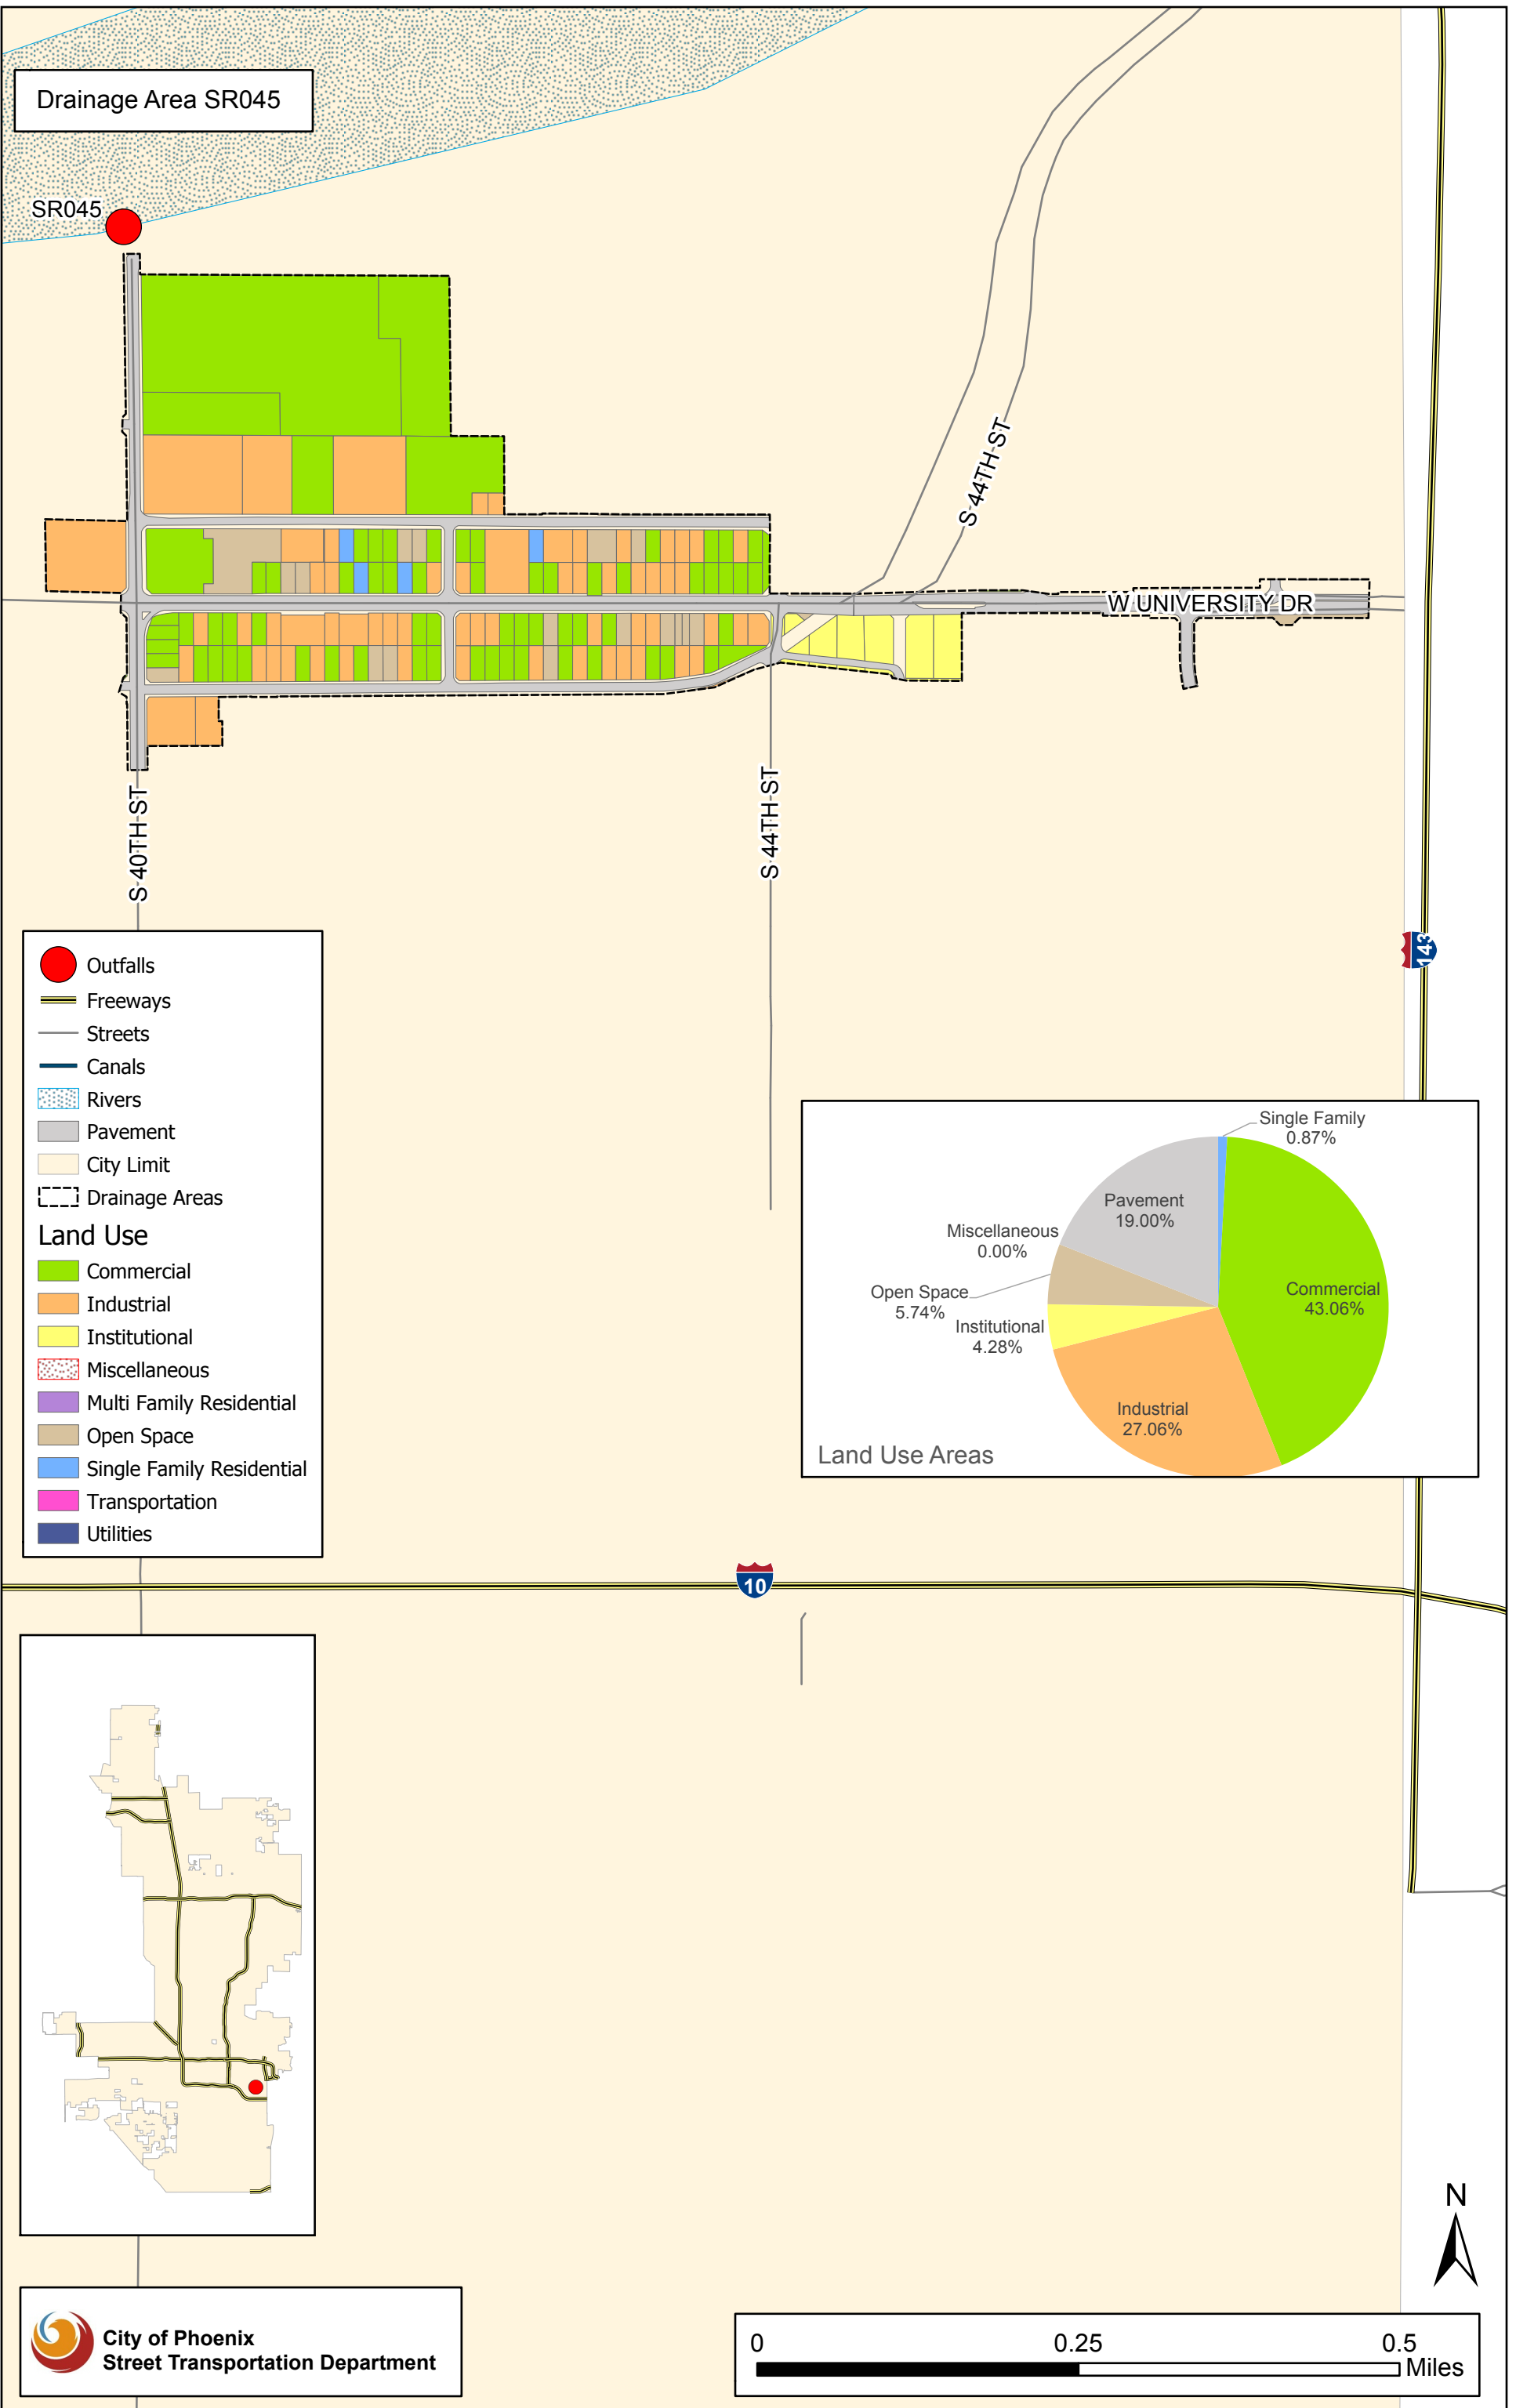 Drainage Area SR045
SR045
S 44TH ST
W UNIVERSITY DR
S 40TH ST
S 44TH ST
143
Outfalls
Freeways
Streets
Canals
Rivers
Pavement
City Limit
Drainage Areas
Land Use
Commercial
Industrial
Institutional
Miscellaneous
Multi Family Residential
Open Space
Single Family Residential
Transportation
Utilities
Single Family
0.87%
Pavement
19.00%
Miscellaneous
0.00%
Open Space
5.74%
Institutional
4.28%
Commercial
43.06%
Industrial
27.06%
Land Use Areas
10
N
City of Phoenix
Street Transportation Department
0 0.25 0.5
Miles